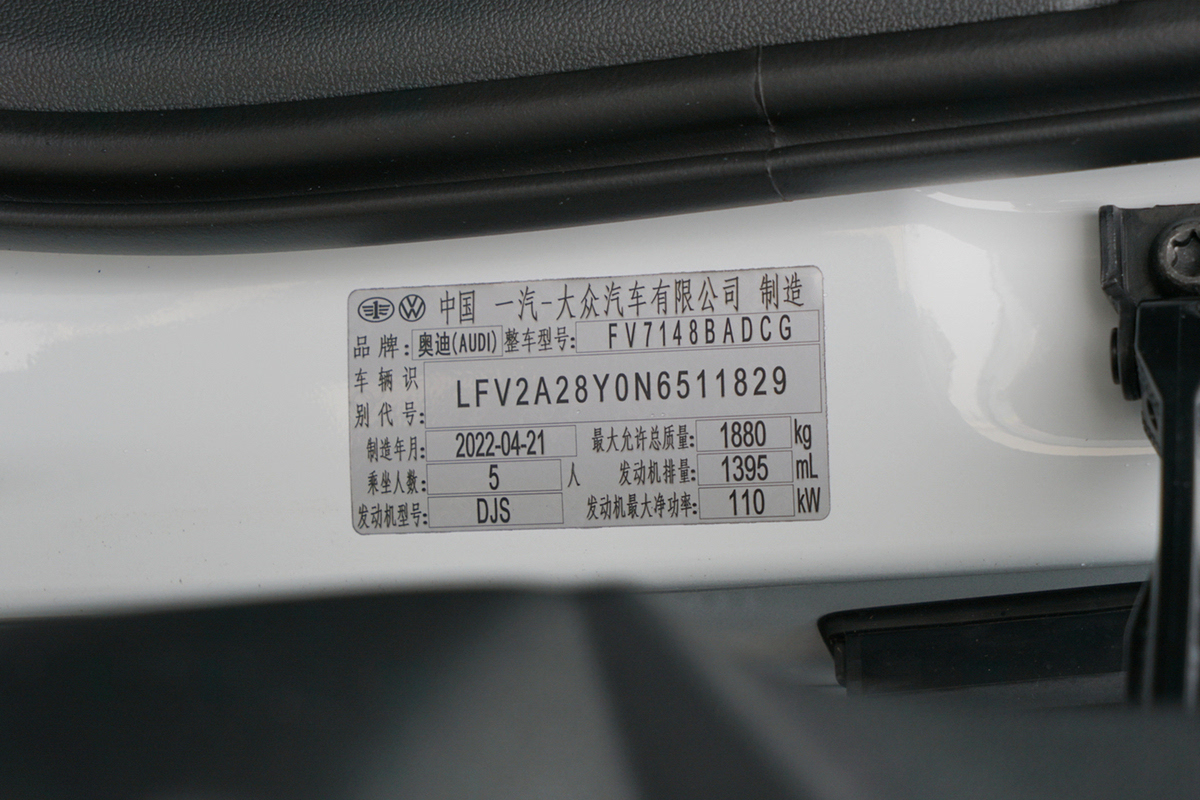 中国 一汽-大众汽车有限公司 制造
品牌: 奥迪(AUDI) 整车型号: FV7148BADCG
车辆识别代号: LFV2A28Y0N6511829
制造年月: 2022-04-21 最大允许总质量: 1880 kg
乘坐人数: 5 人 发动机排量: 1395 mL
发动机型号: DJS 发动机最大净功率: 110 kW